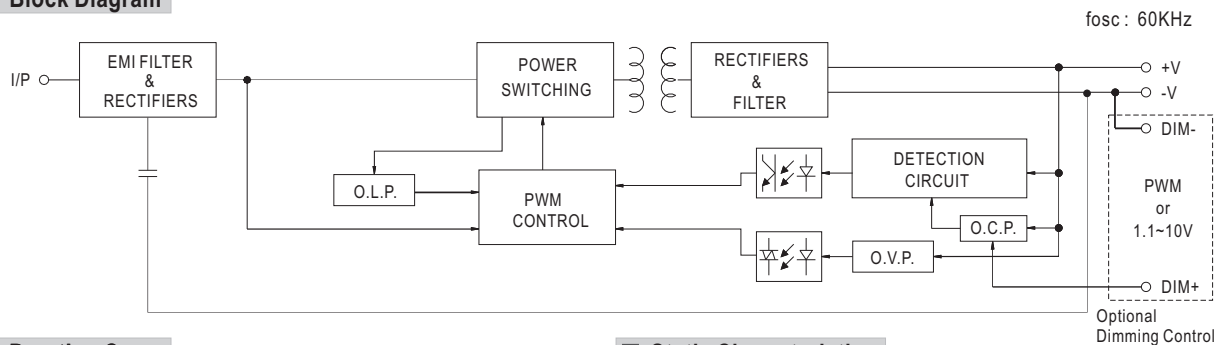 Block Diagram
fosc : 60KHz
I/P
EMI FILTER
&
RECTIFIERS
POWER
SWITCHING
RECTIFIERS
&
FILTER
+V
-V
DIM-
DETECTION
CIRCUIT
O.L.P.
PWM
CONTROL
PWM
or
1.1~10V
O.C.P.
O.V.P.
DIM+
Optional
Dimming Control